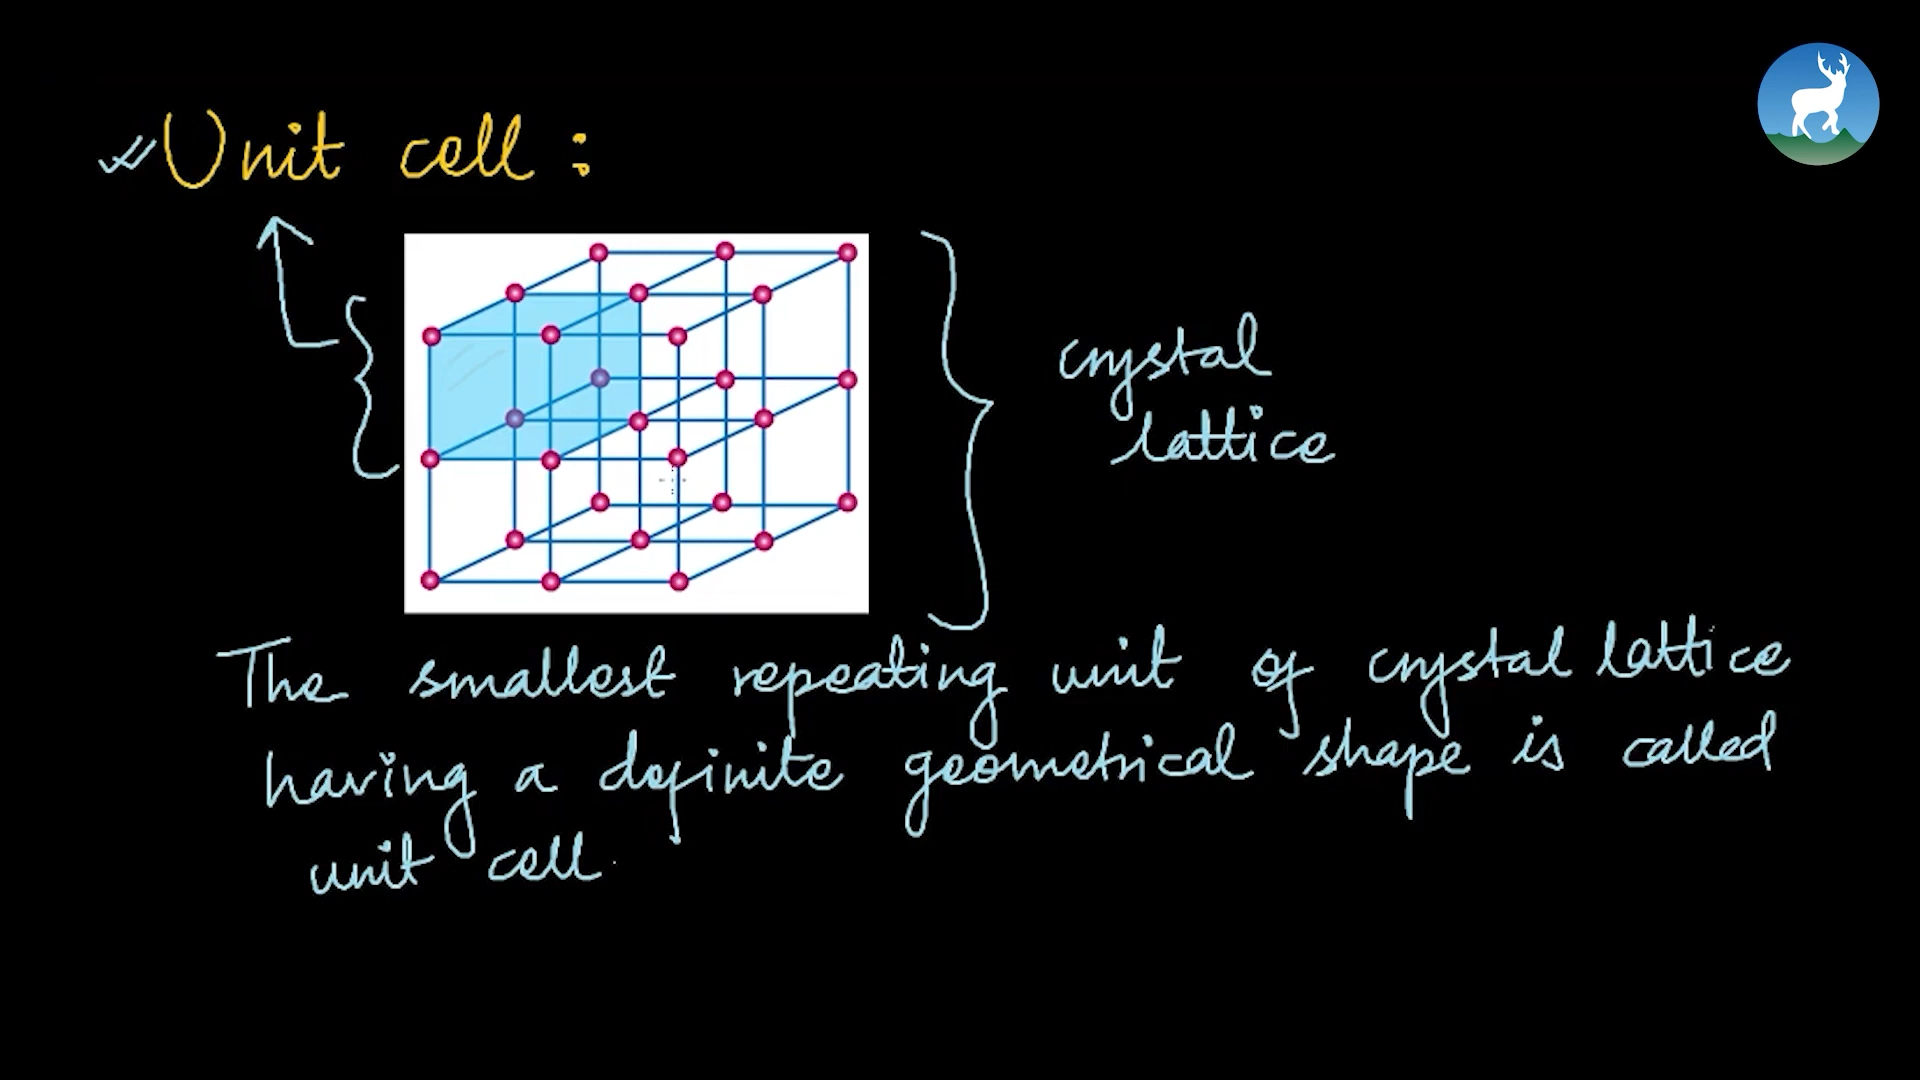 Unit cell :
crystal
lattice
The smallest repeating unit of crystal lattice
having a definite geometrical shape is called
unit cell.